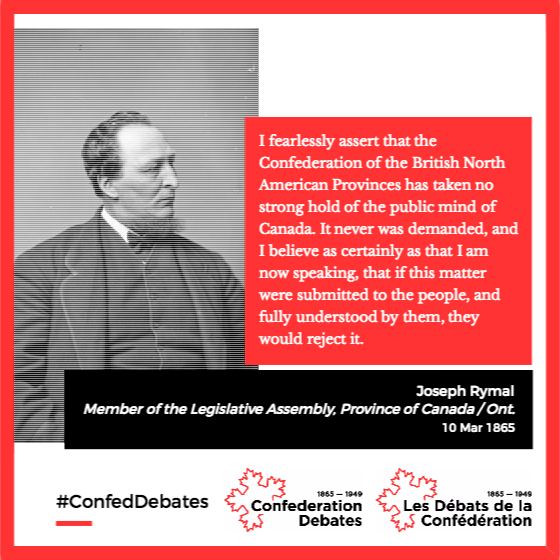 I fearlessly assert that the
Confederation of the British North
American Provinces has taken no
strong hold of the public mind of
Canada. It never was demanded, and
I believe as certainly as that I am
now speaking, that if this matter
were submitted to the people, and
fully understood by them, they
would reject it.
Joseph Rymal
Member of the Legislative Assembly, Province of Canada / Ont.
10 Mar 1865
#ConfedDebates
1865 — 1949
Confederation
Debates
1865 — 1949
Les Débats de la
Confédération